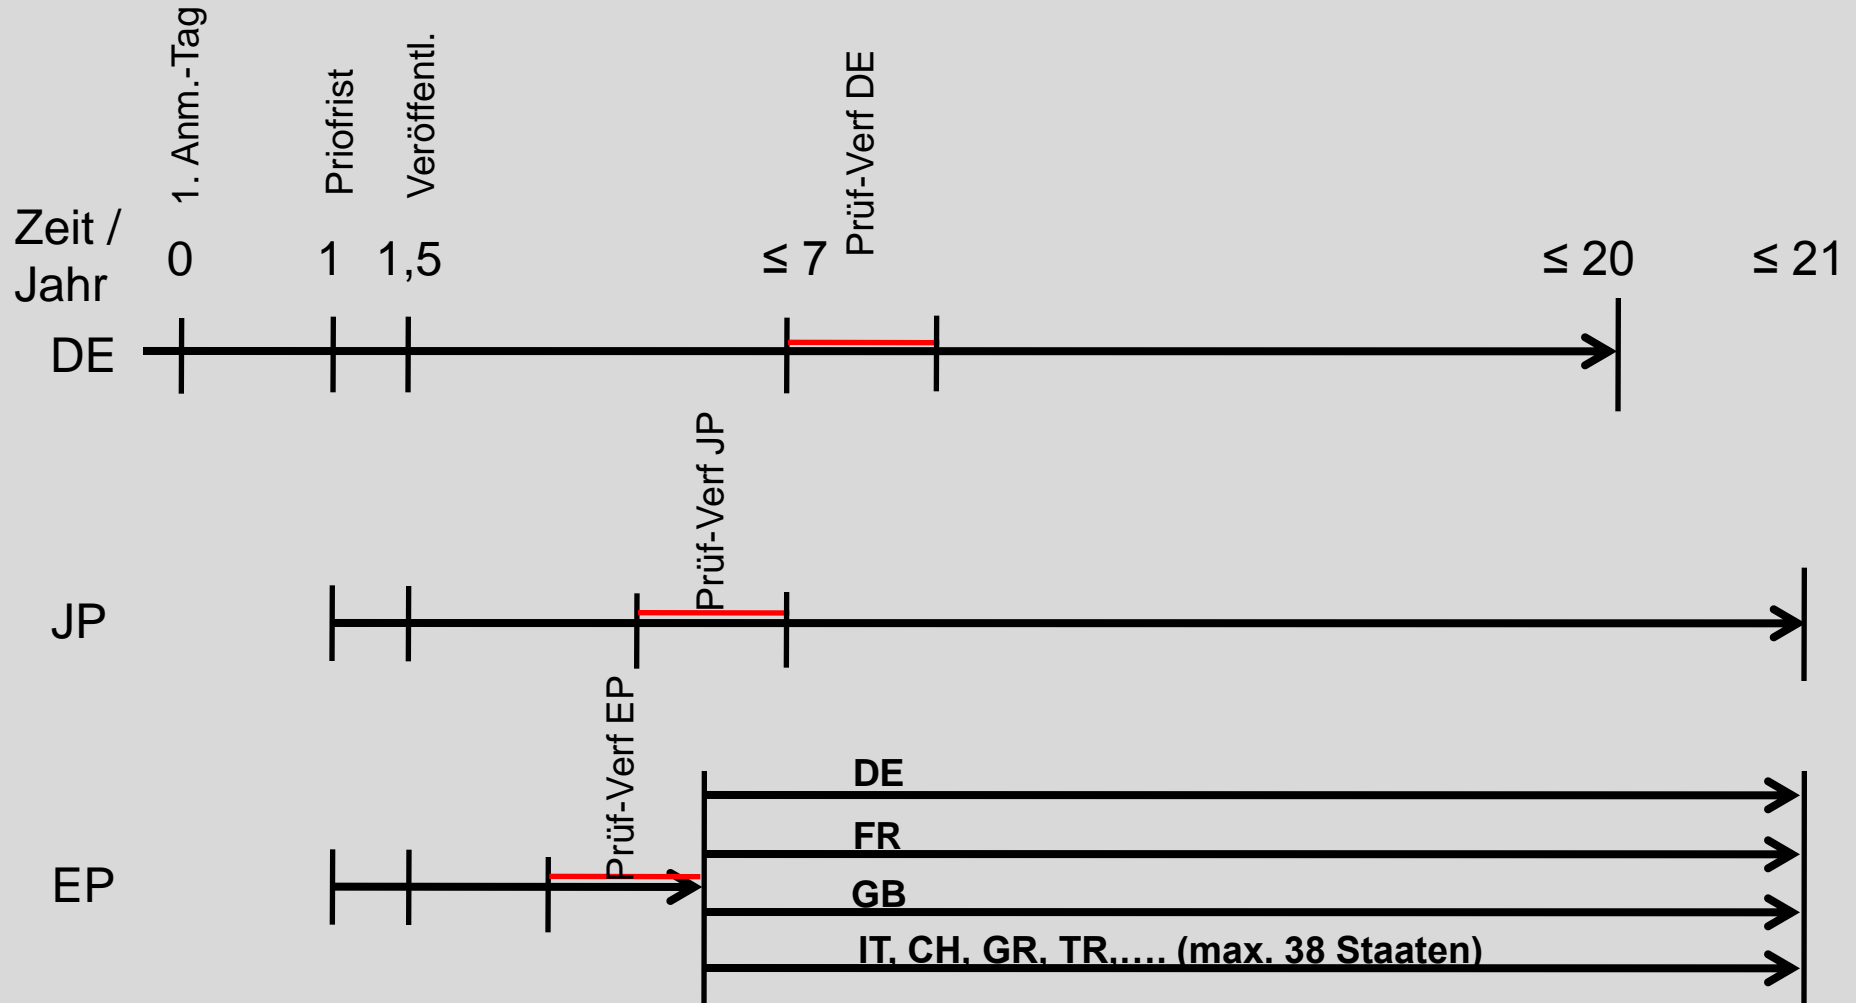 1. Anm.-Tag
Priofrist
Veröffentl.
Prüf-Verf DE
Zeit /
Jahr
0
1
1,5
≤ 7
≤ 20
≤ 21
DE
Prüf-Verf JP
JP
Prüf-Verf EP
EP
DE
FR
GB
IT, CH, GR, TR,.... (max. 38 Staaten)